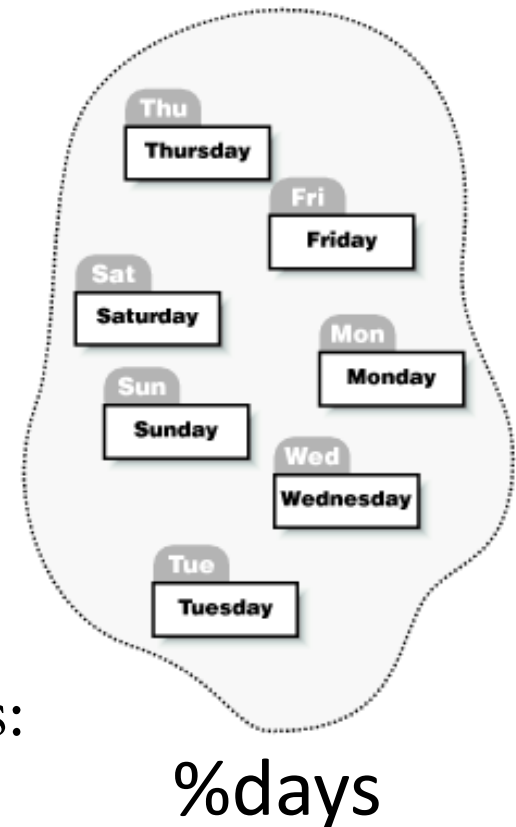 Thu
Thursday
Fri
Friday
Sat
Saturday
Mon
Monday
Sun
Sunday
Wed
Wednesday
Tue
Tuesday
s:
%days